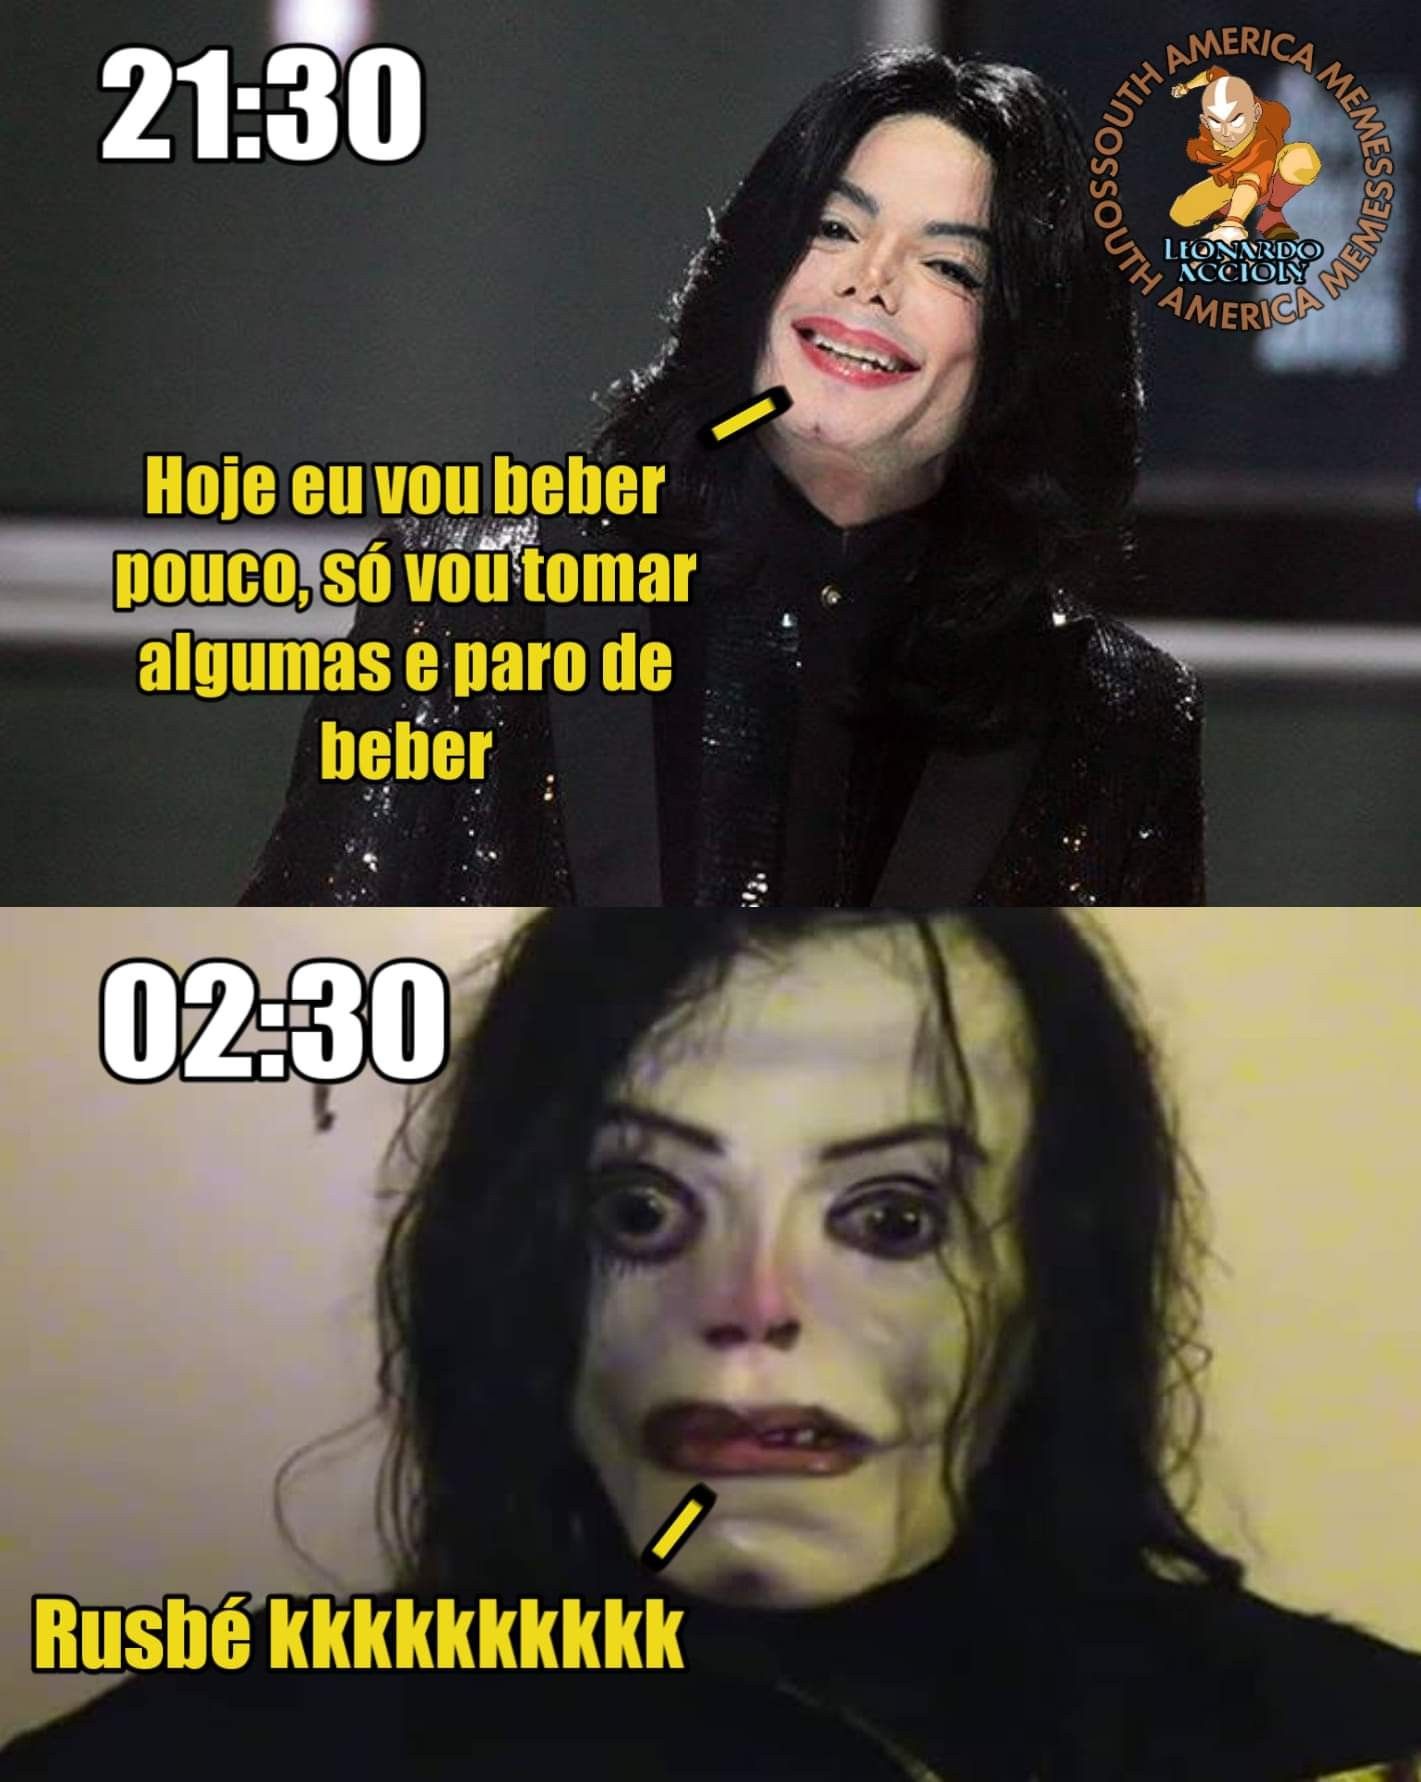 21:30
SOUTH AMERICA MEMES
SOUTH AMERICA MEMES
LEONARDO
ACCIOLY
Hoje eu vou beber
pouco, só vou tomar
algumas e paro de
beber
02:30
Rusbé kkkkkkkkkk